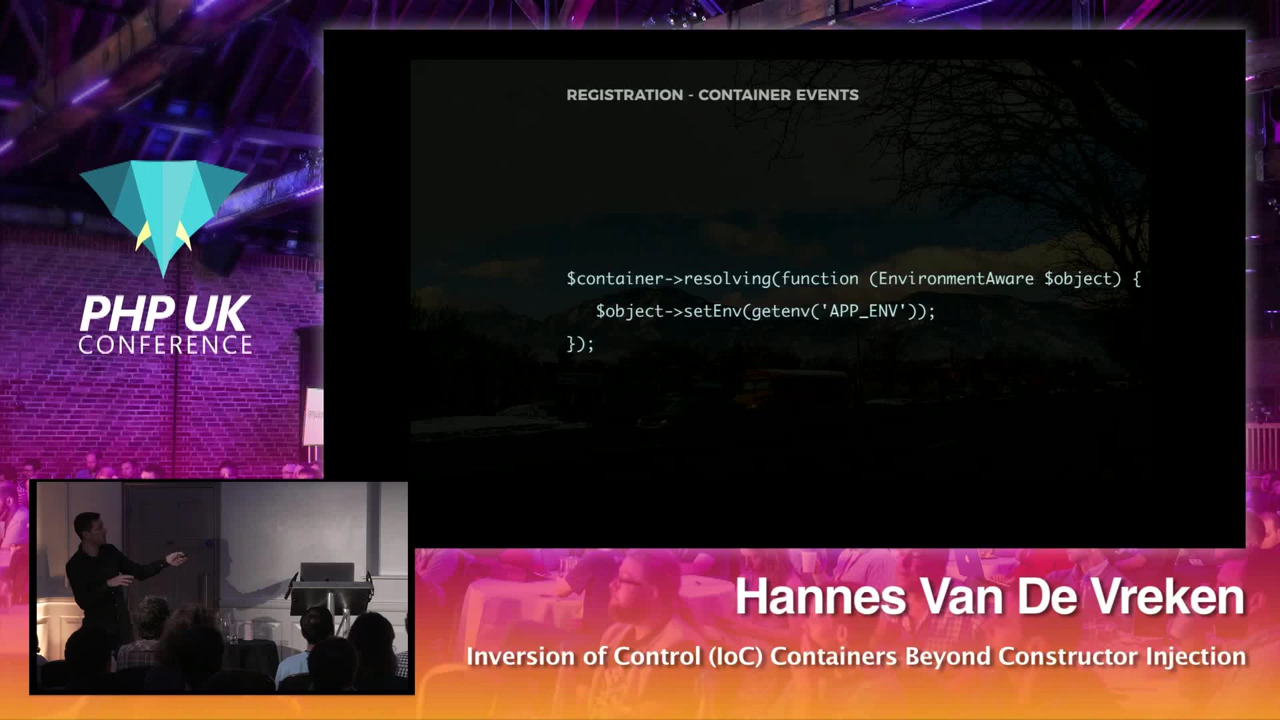 REGISTRATION - CONTAINER EVENTS
$container->resolving(function (EnvironmentAware $object) {
$object->setEnv(getenv('APP_ENV'));
});
PHP UK
CONFERENCE
Hannes Van De Vreken
Inversion of Control (IoC) Containers Beyond Constructor Injection